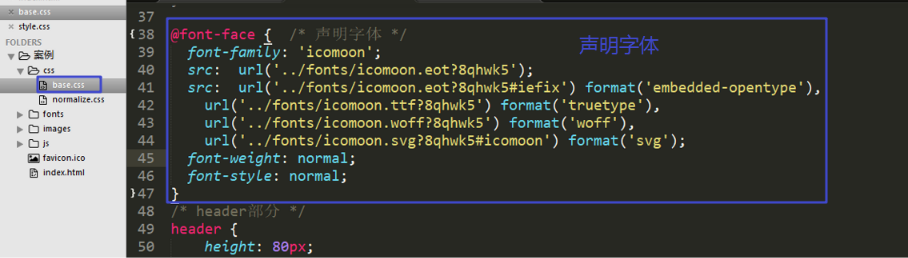 base.css
style.css
FOLDERS
案例
css
base.css
normalize.css
fonts
images
js
favicon.ico
index.html
37
38 @font-face { /* 声明字体 */
39 font-family: 'icomoon';
40 src: url('../fonts/icomoon.eot?8qhwk5');
41 src: url('../fonts/icomoon.eot?8qhwk5#iefix') format('embedded-opentype'),
42 url('../fonts/icomoon.ttf?8qhwk5') format('truetype'),
43 url('../fonts/icomoon.woff?8qhwk5') format('woff'),
44 url('../fonts/icomoon.svg?8qhwk5#icomoon') format('svg');
45 font-weight: normal;
46 font-style: normal;
47 }
48 /* header部分 */
49 header {
50 height: 80px;
声明字体